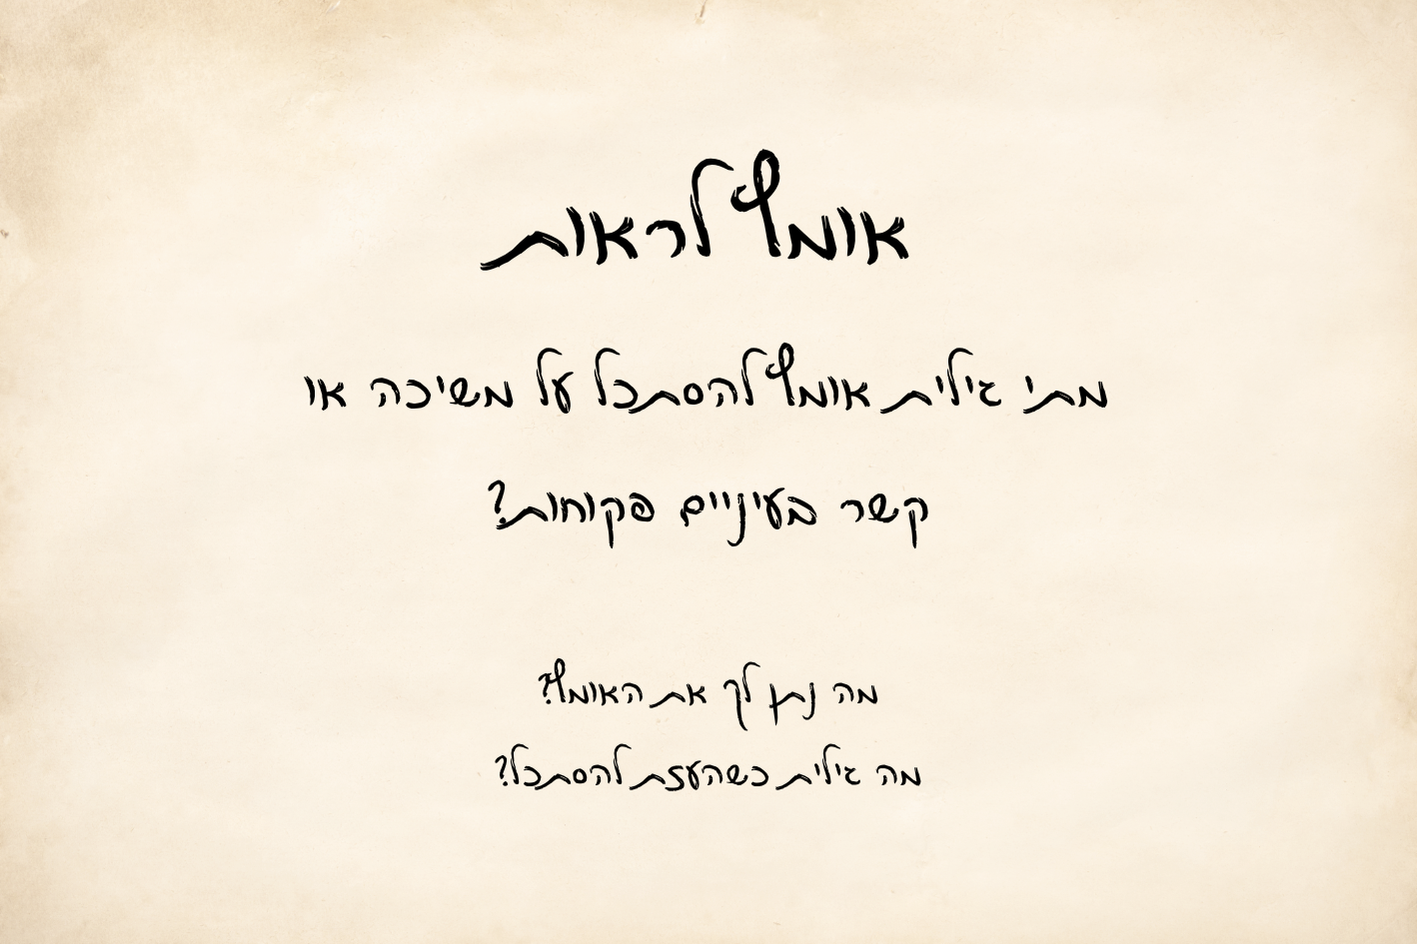 אומץ לראות
מתי גילית אומץ להסתכל על משיכה או
קשר בעיניים פקוחות?
מה נתן לך את האומץ?
מה גילית כשהעזת להסתכל?